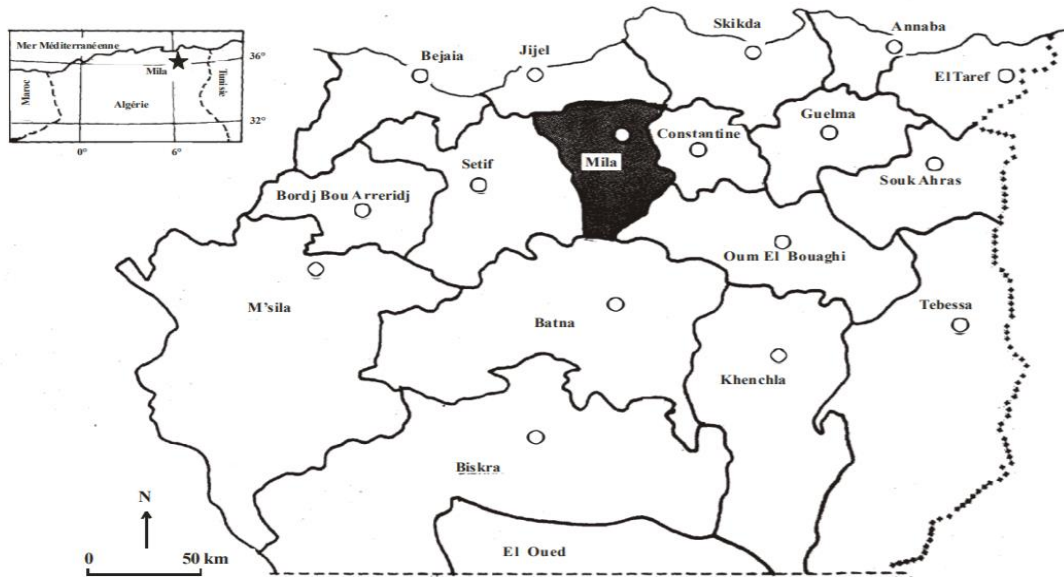 Mer Méditerranéenne
Mila
Maroc
Algérie
Tunisie
36°
32°
0°
6°
Skikda
Annaba
Bejaia
Jijel
El Taref
Guelma
Constantine
Mila
Setif
Souk Ahras
Bordj Bou Arreridj
Oum El Bouaghi
M'sila
Tebessa
Batna
Khenchla
Biskra
N
El Oued
0 50 km